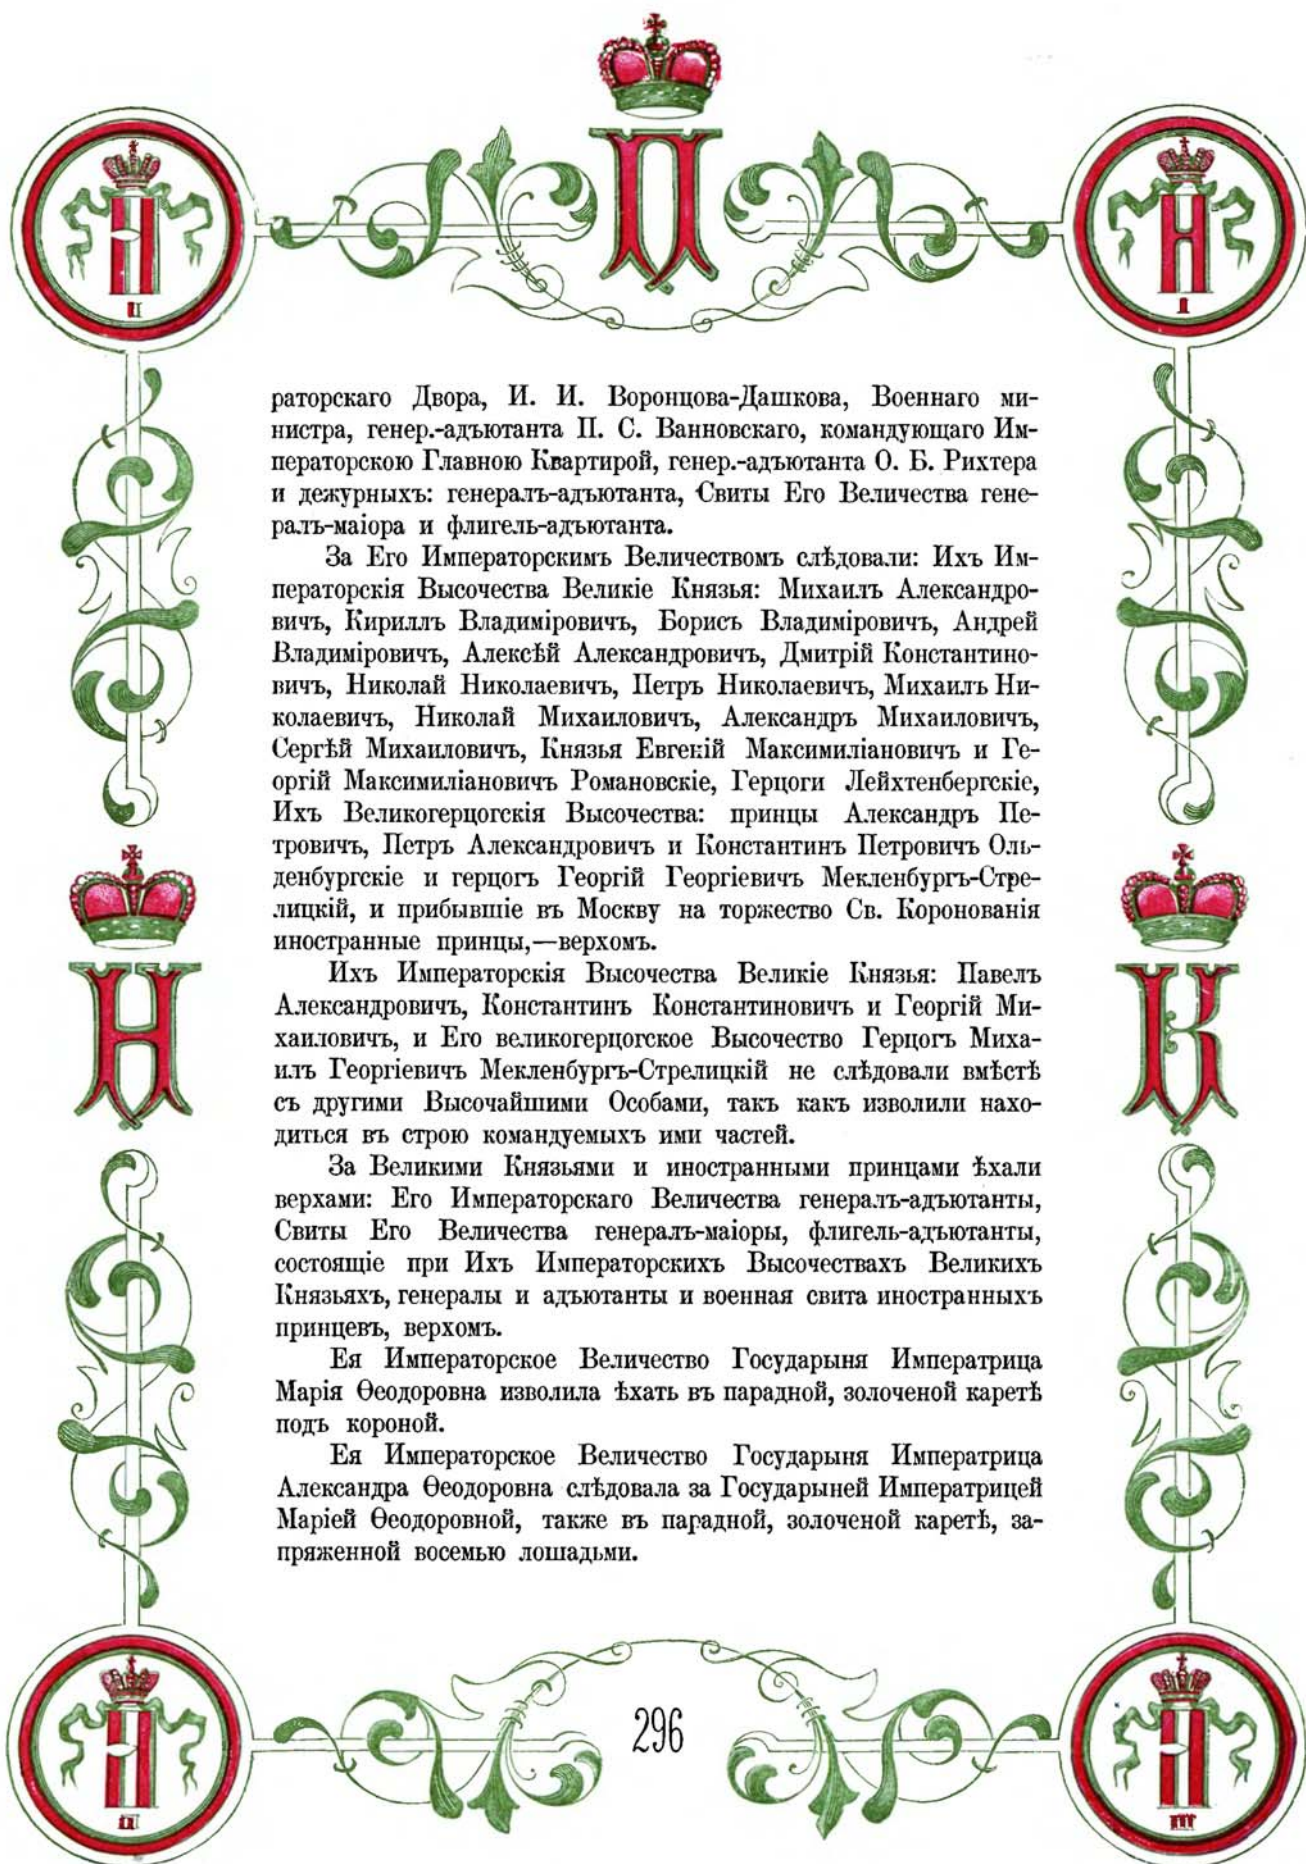 П
II
Н
I
раторскаго Двора, И. И. Воронцова-Дашкова, Военнаго ми-
нистра, генер.-адъютанта П. С. Ванновскаго, командующаго Им-
ператорскою Главною Квартирой, генер.-адъютанта О. Б. Рихтера
и дежурныхъ: генералъ-адъютанта, Свиты Его Величества гене-
ралъ-маіора и флигель-адъютанта.
За Его Императорскимъ Величествомъ слѣдовали: Ихъ Им-
ператорскія Высочества Великіе Князья: Михаилъ Александро-
вичъ, Кириллъ Владиміровичъ, Борисъ Владиміровичъ, Андрей
Владиміровичъ, Алексѣй Александровичъ, Дмитрій Константино-
вичъ, Николай Николаевичъ, Петръ Николаевичъ, Михаилъ Ни-
колаевичъ, Николай Михаиловичъ, Александръ Михаиловичъ,
Сергѣй Михаиловичъ, Князья Евгеній Максимиліановичъ и Ге-
оргій Максимиліановичъ Романовскіе, Герцоги Лейхтенбергскіе,
Ихъ Великогерцогскія Высочества: принцы Александръ Пе-
тровичъ, Петръ Александровичъ и Константинъ Петровичъ Оль-
денбургскіе и герцогъ Георгій Георгіевичъ Мекленбургъ-Стре-
лицкій, и прибывшіе въ Москву на торжество Св. Коронованія
иностранные принцы,—верхомъ.
Н
К
Ихъ Императорскія Высочества Великіе Князья: Павелъ
Александровичъ, Константинъ Константиновичъ и Георгій Ми-
хаиловичъ, и Его великогерцогское Высочество Герцогъ Миха-
илъ Георгіевичъ Мекленбургъ-Стрелицкій не слѣдовали вмѣстѣ
съ другими Высочайшими Особами, такъ какъ изволили нахо-
диться въ строю командуемыхъ ими частей.
За Великими Князьями и иностранными принцами ѣхали
верхами: Его Императорскаго Величества генералъ-адъютанты,
Свиты Его Величества генералъ-маіоры, флигель-адъютанты,
состоящіе при Ихъ Императорскихъ Высочествахъ Великихъ
Князьяхъ, генералы и адъютанты и военная свита иностранныхъ
принцевъ, верхомъ.
Ея Императорское Величество Государыня Императрица
Марія Ѳеодоровна изволила ѣхать въ парадной, золоченой каретѣ
подъ короной.
Ея Императорское Величество Государыня Императрица
Александра Ѳеодоровна слѣдовала за Государыней Императрицей
Маріей Ѳеодоровной, также въ парадной, золоченой каретѣ, за-
пряженной восемью лошадьми.
296
II
III